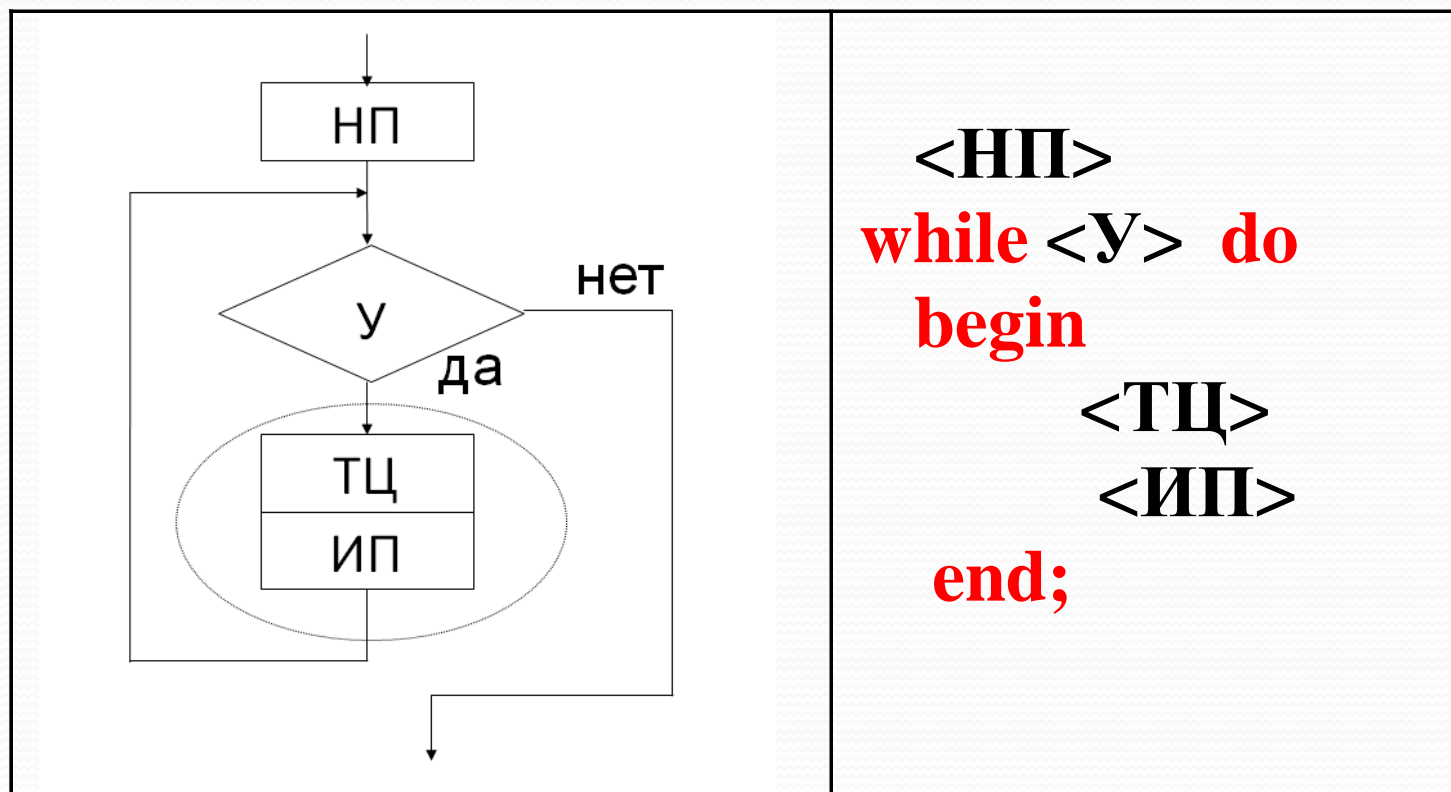 НП
У
нет
да
ТЦ
ИП
<НП>
while <У> do
begin
<ТЦ>
<ИП>
end;